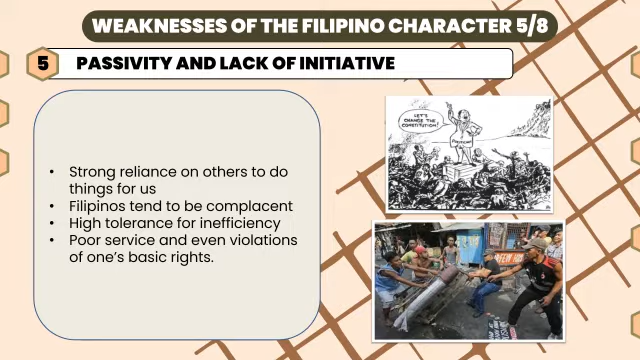 WEAKNESSES OF THE FILIPINO CHARACTER 5/8
5 PASSIVITY AND LACK OF INITIATIVE
• Strong reliance on others to do
things for us
• Filipinos tend to be complacent
• High tolerance for inefficiency
• Poor service and even violations
of one's basic rights.
LET'S
CHANGE THE
CONSTITUTION!